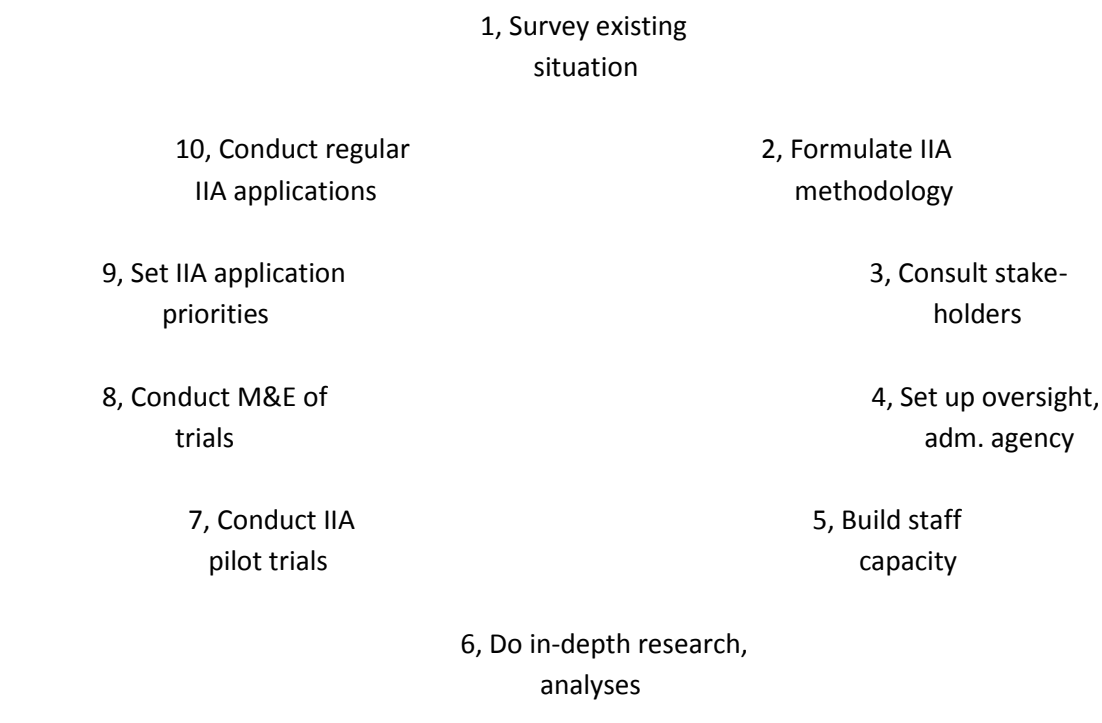 1, Survey existing
situation
10, Conduct regular
IIA applications
2, Formulate IIA
methodology
9, Set IIA application
priorities
3, Consult stake-
holders
8, Conduct M&E of
trials
4, Set up oversight,
adm. agency
7, Conduct IIA
pilot trials
5, Build staff
capacity
6, Do in-depth research,
analyses